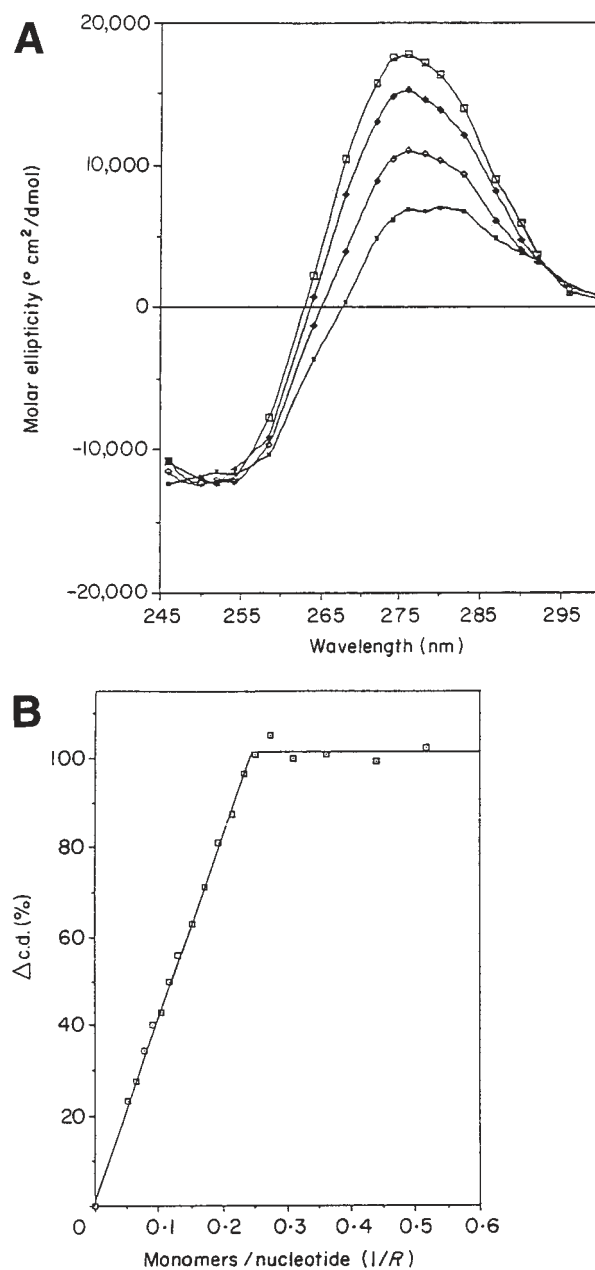 A
20,000
10,000
0
-10,000
-20,000
Molar ellipticity (° cm²/dmol)
245 255 265 275 285 295
Wavelength (nm)
B
100
80
60
40
20
Δc.d. (%)
0 0·1 0·2 0·3 0·4 0·5 0·6
Monomers/nucleotide (1/R)